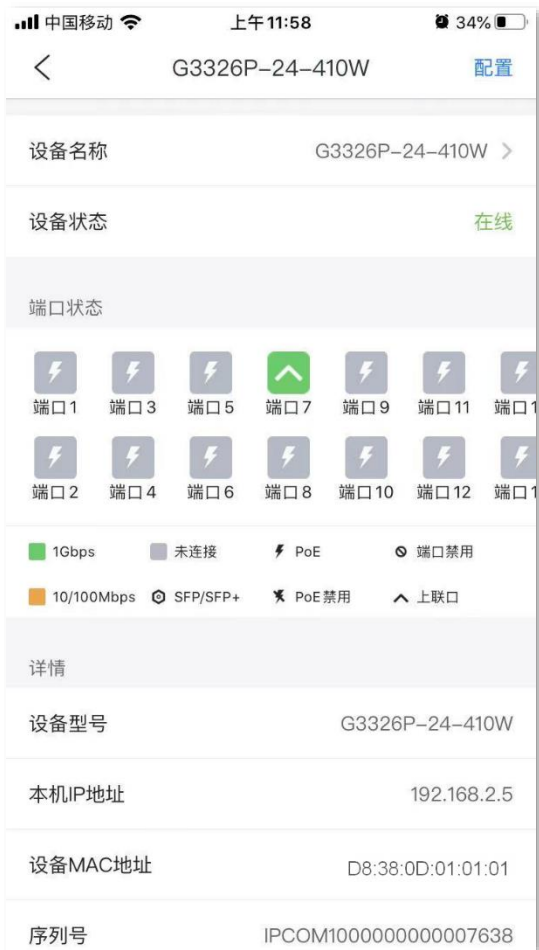 中国移动 上午11:58 34%
G3326P-24-410W 配置
设备名称 G3326P-24-410W
设备状态 在线
端口状态
端口1 端口3 端口5 端口7 端口9 端口11 端口1
端口2 端口4 端口6 端口8 端口10 端口12 端口1
1Gbps 未连接 PoE 端口禁用
10/100Mbps SFP/SFP+ PoE禁用 上联口
详情
设备型号 G3326P-24-410W
本机IP地址 192.168.2.5
设备MAC地址 D8:38:0D:01:01:01
序列号 IPCOM1000000000007638